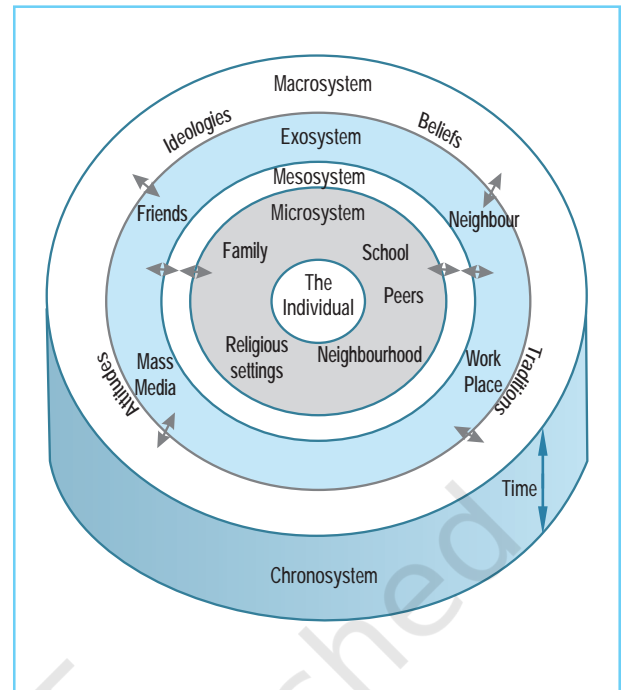 Macrosystem
Ideologies
Beliefs
Exosystem
Mesosystem
Microsystem
Friends
Neighbour
Family
School
The
Individual
Peers
Religious
settings
Neighbourhood
Mass
Media
Work
Place
Attitudes
Traditions
Time
Chronosystem
shed